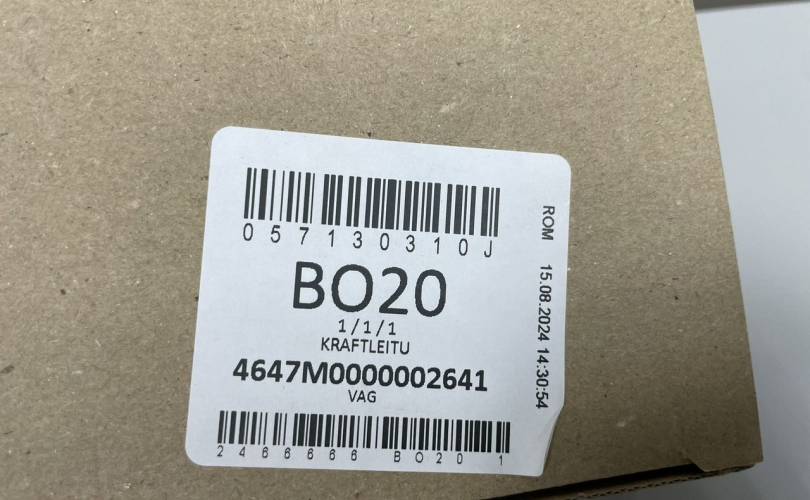 057130310J
BO20
1/1/1
KRAFTLEITU
4647M0000002641
VAG
2466666 BO20 1
ROM 15.08.2024 14:30:54